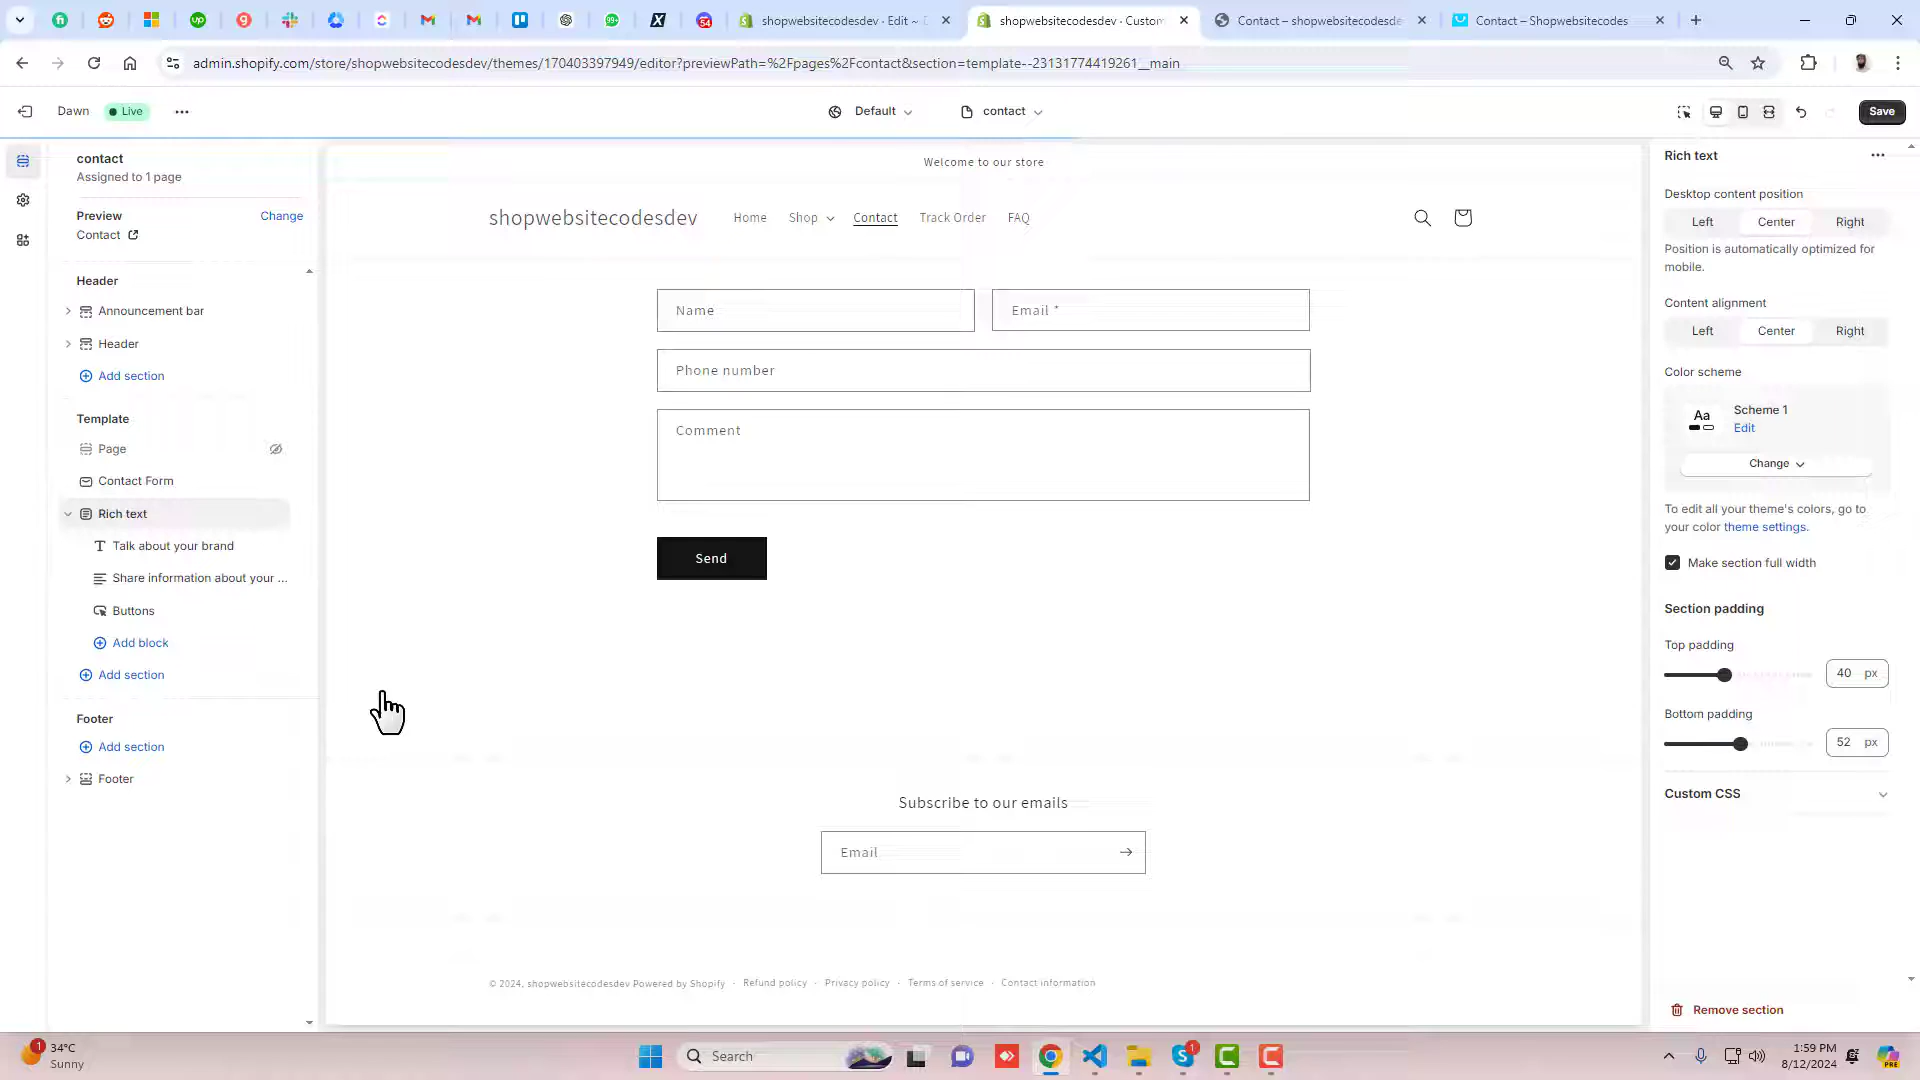 shopwebsitecodesdev · Edit ~
shopwebsitecodesdev · Custom
Contact – shopwebsitecodesde
Contact – Shopwebsitecodes
99+
54
admin.shopify.com/store/shopwebsitecodesdev/themes/170403397949/editor?previewPath=%2Fpages%2Fcontact&section=template--23131774419261__main
Dawn
Live
Default
contact
Save
contact
Assigned to 1 page
Preview
Change
Contact
Header
Announcement bar
Header
Add section
Template
Page
Contact Form
Rich text
Talk about your brand
Share information about your ...
Buttons
Add block
Add section
Footer
Add section
Footer
Welcome to our store
shopwebsitecodesdev
Home
Shop
Contact
Track Order
FAQ
Name
Email *
Phone number
Comment
Send
Subscribe to our emails
Email
© 2024, shopwebsitecodesdev Powered by Shopify · Refund policy · Privacy policy · Terms of service · Contact information
Rich text
Desktop content position
Left
Center
Right
Position is automatically optimized for
mobile.
Content alignment
Left
Center
Right
Color scheme
Aa
Scheme 1
Edit
Change
To edit all your theme's colors, go to
your color theme settings.
Make section full width
Section padding
Top padding
40 px
Bottom padding
52 px
Custom CSS
Remove section
1
34°C
Sunny
Search
1
1:59 PM
8/12/2024
PRE